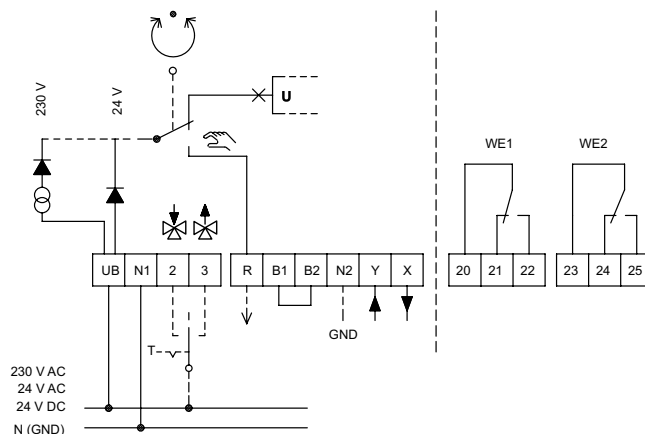 230 V
24 V
U
WE1
WE2
UB N1 2 3
R B1 B2 N2 Y X
20 21 22
23 24 25
GND
T
230 V AC
24 V AC
24 V DC
N (GND)